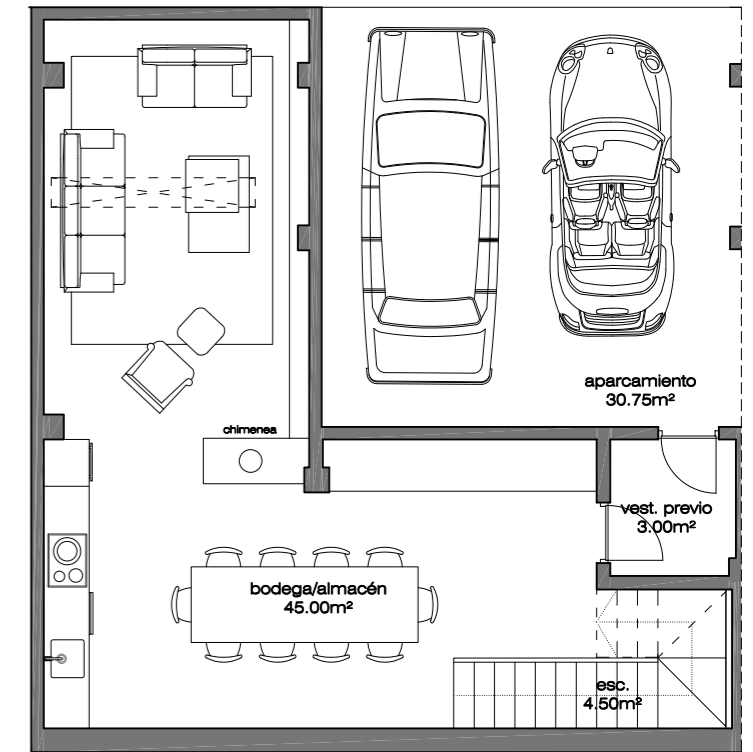 aparcamiento
30.75m²
chimenea
vest. previo
3.00m²
bodega/almacén
45.00m²
esc.
4.50m²